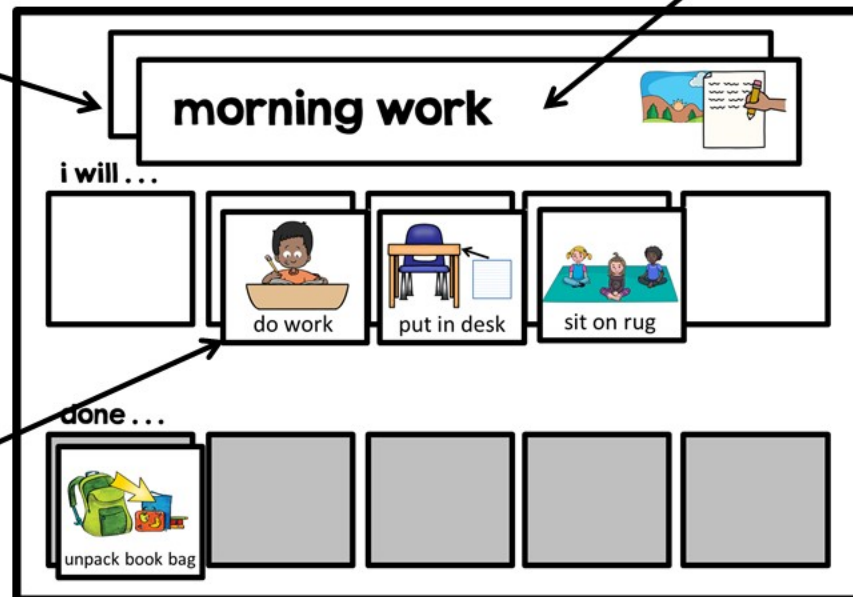 morning work
i will . . .
do work
put in desk
sit on rug
done . . .
unpack book bag